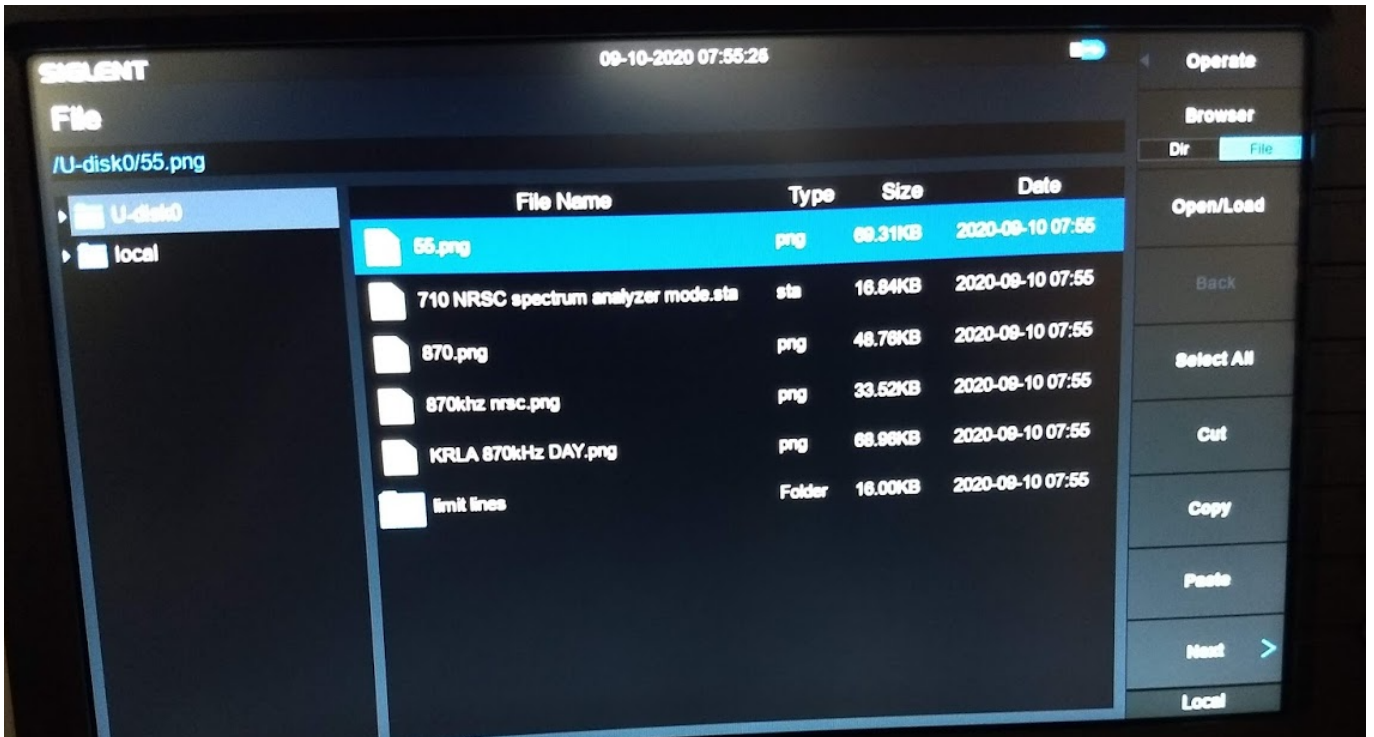 SIGLENT
09-10-2020 07:55:25
File
/U-disk0/55.png
U-disk0
local
File Name Type Size Date
55.png png 69.31KB 2020-09-10 07:55
710 NRSC spectrum analyzer mode.sta sta 16.84KB 2020-09-10 07:55
870.png png 48.76KB 2020-09-10 07:55
870khz nrsc.png png 33.52KB 2020-09-10 07:55
KRLA 870kHz DAY.png png 68.98KB 2020-09-10 07:55
limit lines Folder 16.00KB 2020-09-10 07:55
Operate
Browser
Dir File
Open/Load
Back
Select All
Cut
Copy
Paste
Next >
Local